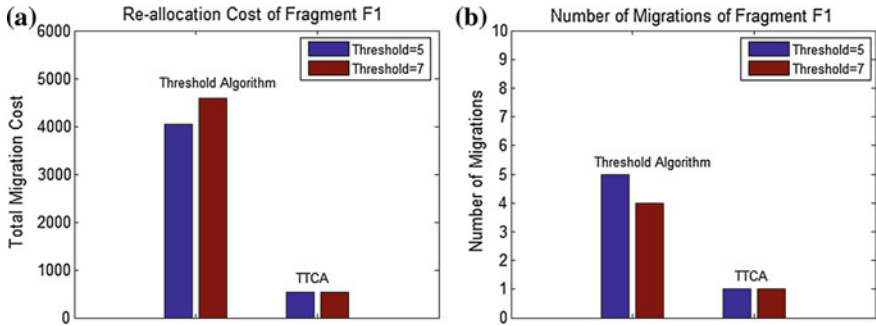 (a)
Re-allocation Cost of Fragment F1
Total Migration Cost
6000
5000
4000
3000
2000
1000
0
Threshold=5
Threshold=7
Threshold Algorithm
TTCA
(b)
Number of Migrations of Fragment F1
Number of Migrations
10
9
8
7
6
5
4
3
2
1
0
Threshold=5
Threshold=7
Threshold Algorithm
TTCA